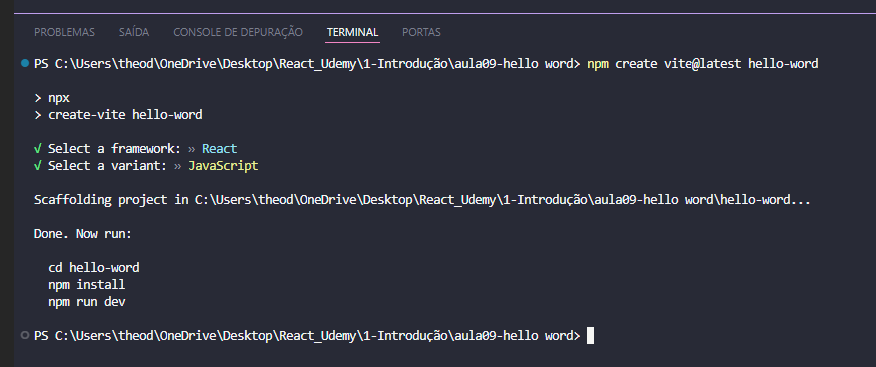 PROBLEMAS SAÍDA CONSOLE DE DEPURAÇÃO TERMINAL PORTAS
PS C:\Users\theod\OneDrive\Desktop\React_Udemy\1-Introdução\aula09-hello word> npm create vite@latest hello-word
> npx
> create-vite hello-word
√ Select a framework: » React
√ Select a variant: » JavaScript
Scaffolding project in C:\Users\theod\OneDrive\Desktop\React_Udemy\1-Introdução\aula09-hello word\hello-word...
Done. Now run:
cd hello-word
npm install
npm run dev
PS C:\Users\theod\OneDrive\Desktop\React_Udemy\1-Introdução\aula09-hello word>